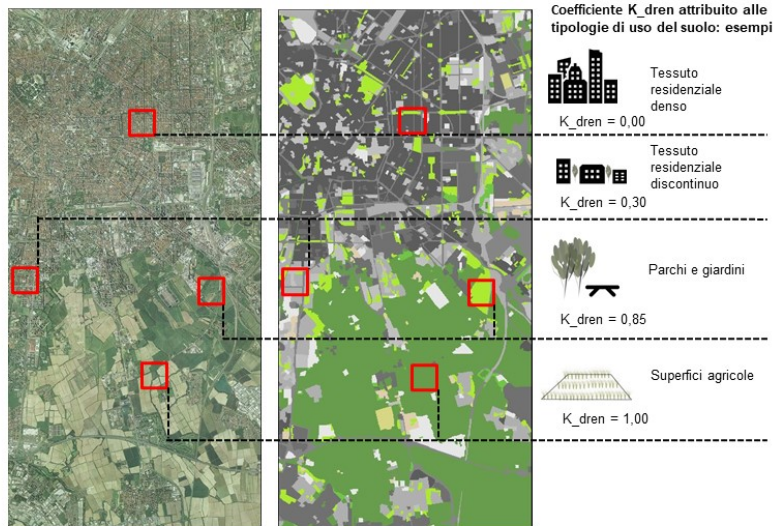 Coefficiente K_dren attribuito alle
tipologie di uso del suolo: esempi
Tessuto
residenziale
denso
K_dren = 0,00
Tessuto
residenziale
discontinuo
K_dren = 0,30
Parchi e giardini
K_dren = 0,85
Superfici agricole
K_dren = 1,00